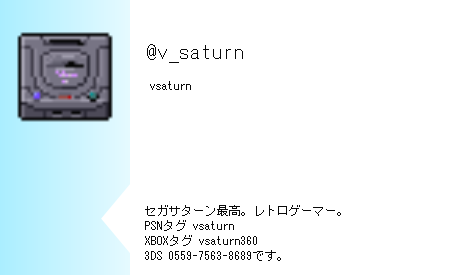 @v_saturn
vsaturn
セガサターン最高。レトロゲーマー。
PSNタグ vsaturn
XBOXタグ vsaturn360
3DS 0559-7563-8689です。